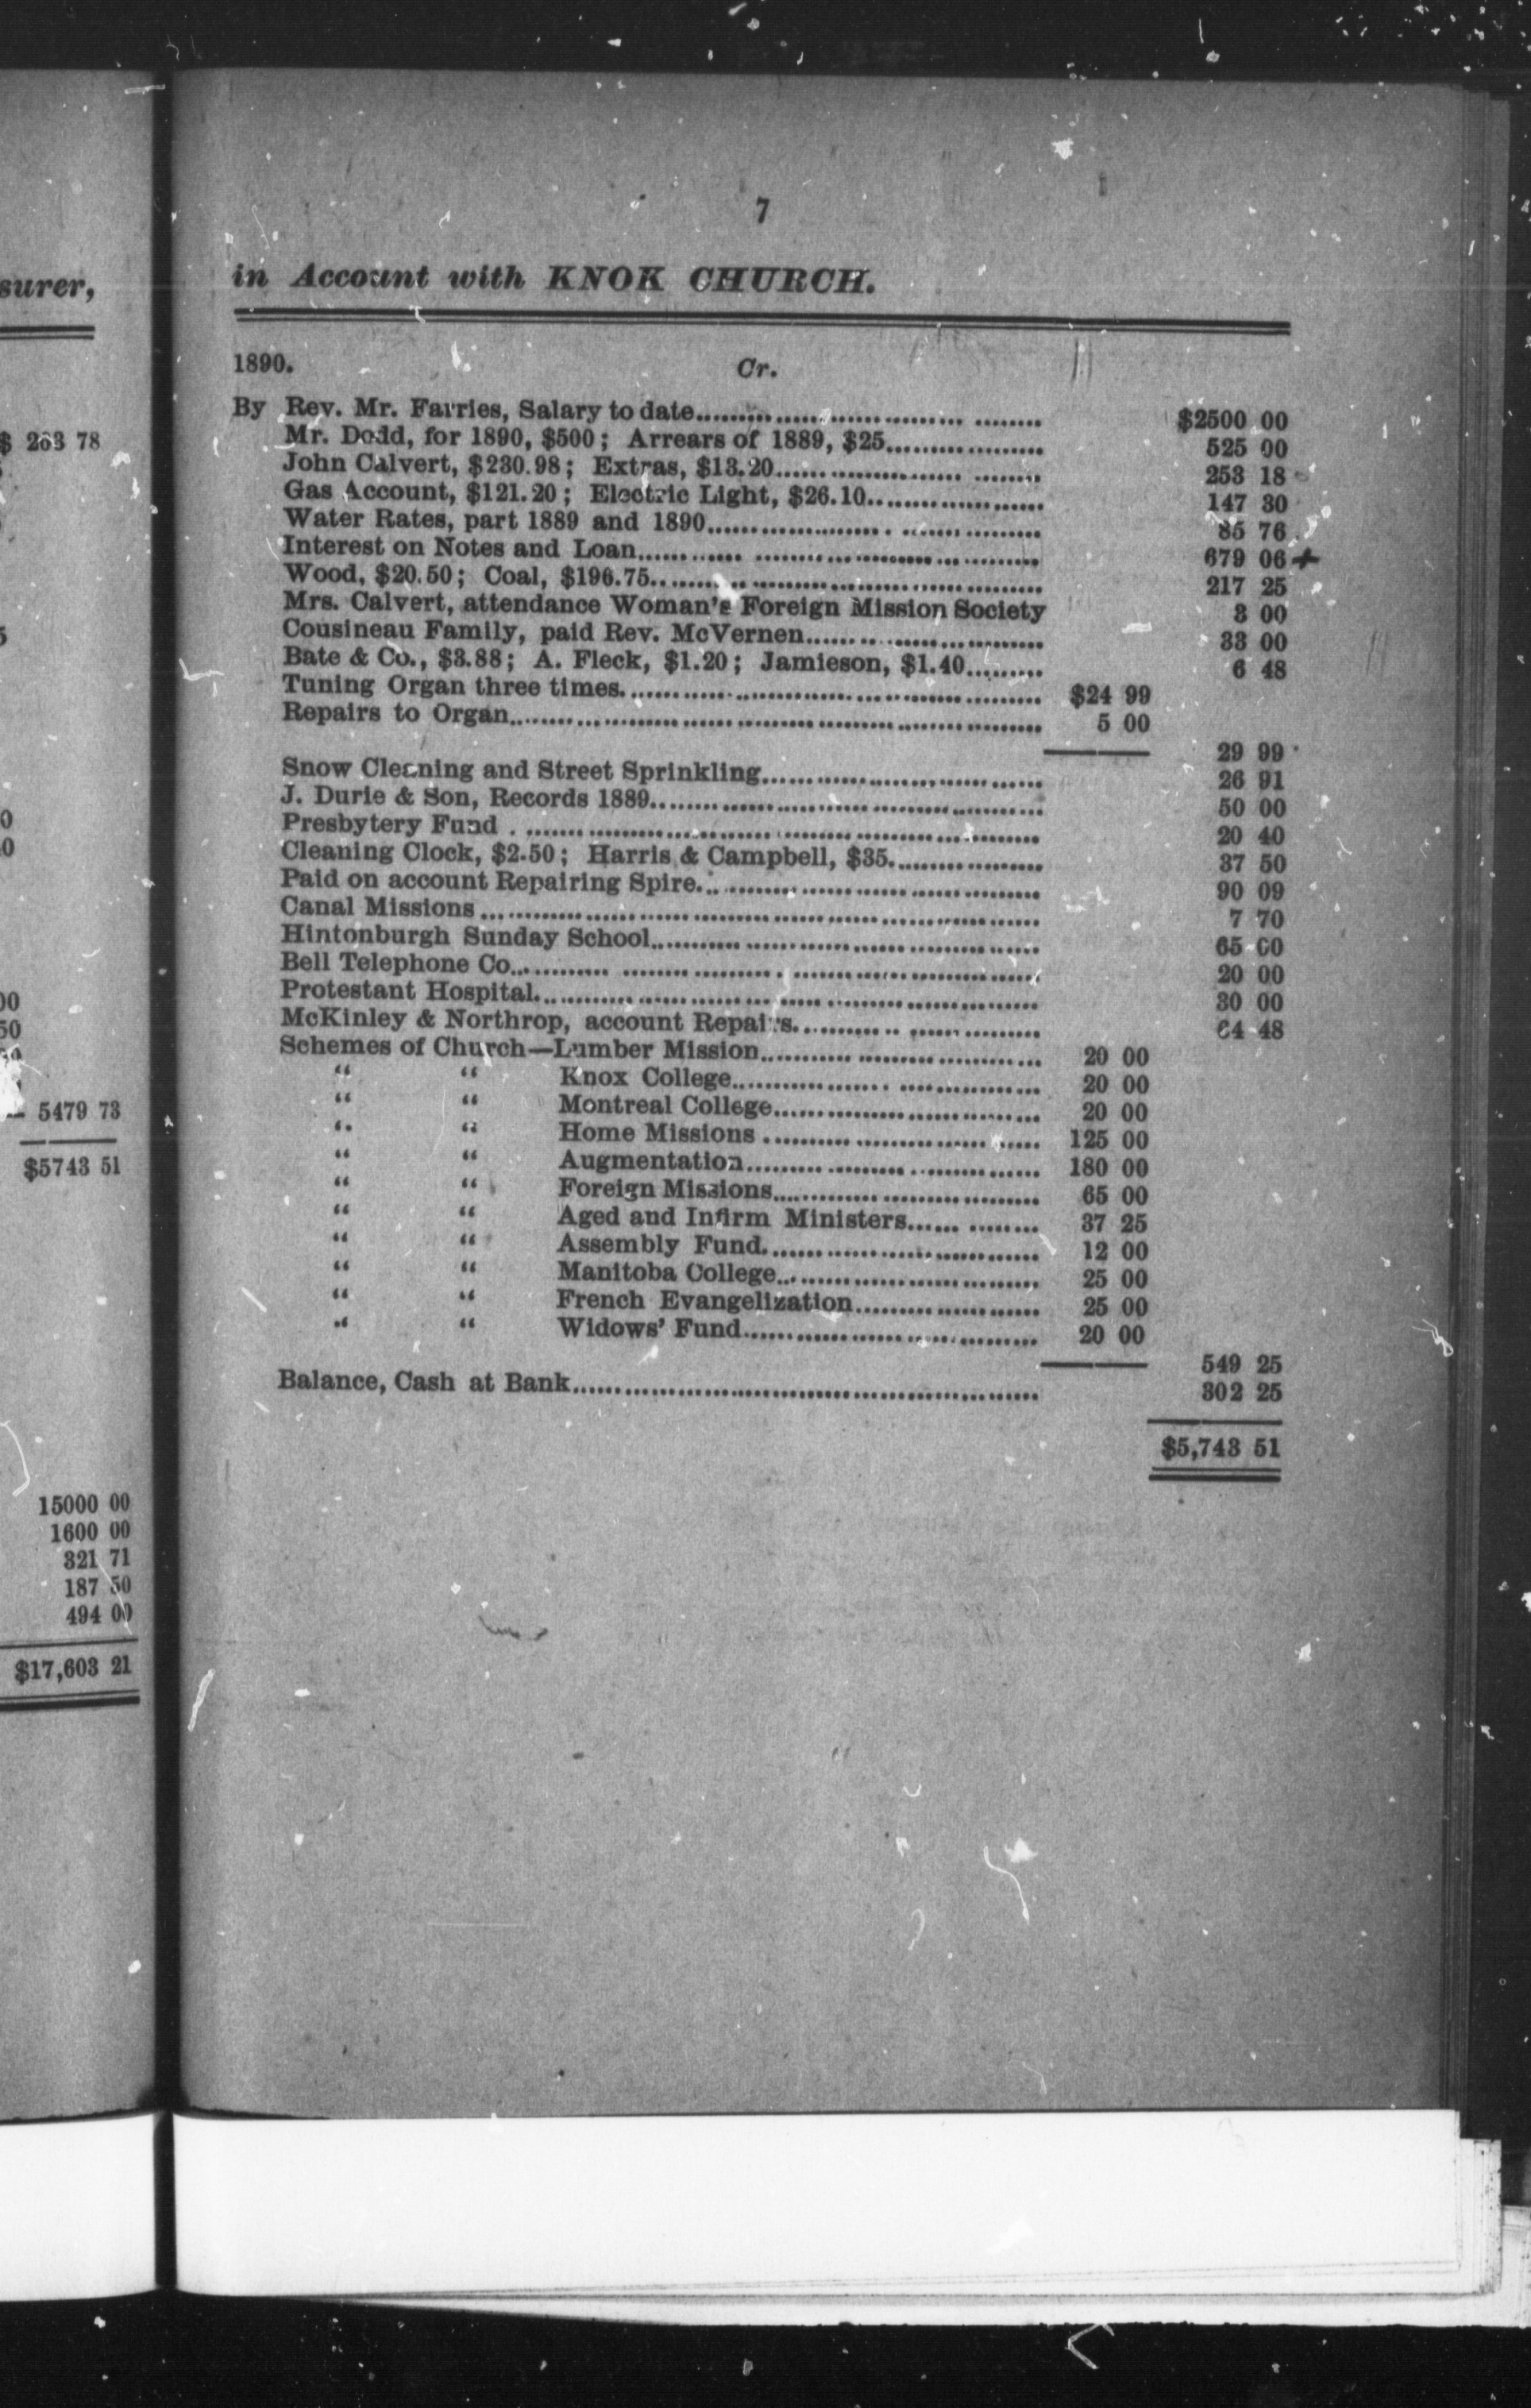 surer,
$ 263 78
5479 73
$5743 51
15000 00
1600 00
321 71
187 50
494 00
$17,603 21
7
in Account with KNOK CHURCH.
1890. Cr.
By Rev. Mr. Farries, Salary to date $2500 00
Mr. Dodd, for 1890, $500; Arrears of 1889, $25 525 00
John Calvert, $230.98; Extras, $13.20 253 18
Gas Account, $121.20; Electric Light, $26.10 147 30
Water Rates, part 1889 and 1890 85 76
Interest on Notes and Loan 679 06 +
Wood, $20.50; Coal, $196.75 217 25
Mrs. Calvert, attendance Woman's Foreign Mission Society 3 00
Cousineau Family, paid Rev. McVernen 33 00
Bate & Co., $3.88; A. Fleck, $1.20; Jamieson, $1.40 6 48
Tuning Organ three times $24 99
Repairs to Organ 5 00
29 99
Snow Cleaning and Street Sprinkling 26 91
J. Durie & Son, Records 1889 50 00
Presbytery Fund 20 40
Cleaning Clock, $2.50; Harris & Campbell, $35 37 50
Paid on account Repairing Spire 90 09
Canal Missions 7 70
Hintonburgh Sunday School 65 00
Bell Telephone Co 20 00
Protestant Hospital 30 00
McKinley & Northrop, account Repairs 64 48
Schemes of Church—Lumber Mission 20 00
“ “ Knox College 20 00
“ “ Montreal College 20 00
“ “ Home Missions 125 00
“ “ Augmentation 180 00
“ “ Foreign Missions 65 00
“ “ Aged and Infirm Ministers 37 25
“ “ Assembly Fund 12 00
“ “ Manitoba College 25 00
“ “ French Evangelization 25 00
“ “ Widows' Fund 20 00
549 25
Balance, Cash at Bank 302 25
$5,743 51